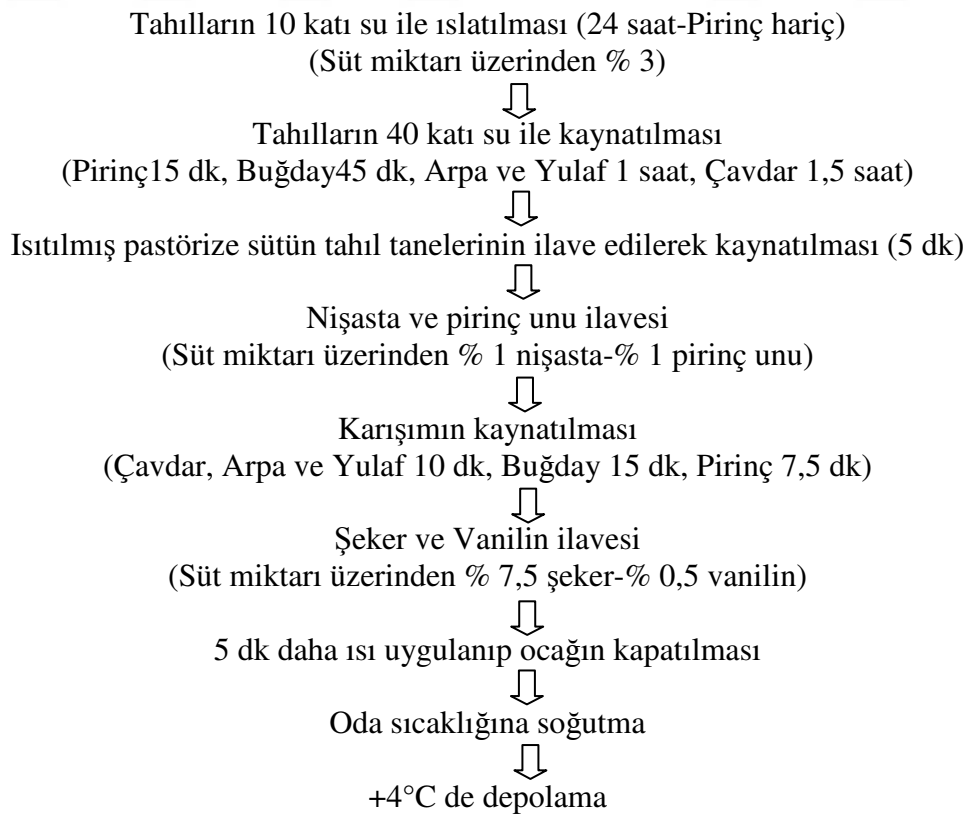 Tahılların 10 katı su ile ıslatılması (24 saat-Pirinç hariç)
(Süt miktarı üzerinden % 3)
Tahılların 40 katı su ile kaynatılması
(Pirinç15 dk, Buğday45 dk, Arpa ve Yulaf 1 saat, Çavdar 1,5 saat)
Isıtılmış pastörize sütün tahıl tanelerinin ilave edilerek kaynatılması (5 dk)
Nişasta ve pirinç unu ilavesi
(Süt miktarı üzerinden % 1 nişasta-% 1 pirinç unu)
Karışımın kaynatılması
(Çavdar, Arpa ve Yulaf 10 dk, Buğday 15 dk, Pirinç 7,5 dk)
Şeker ve Vanilin ilavesi
(Süt miktarı üzerinden % 7,5 şeker-% 0,5 vanilin)
5 dk daha ısı uygulanıp ocağın kapatılması
Oda sıcaklığına soğutma
+4°C de depolama